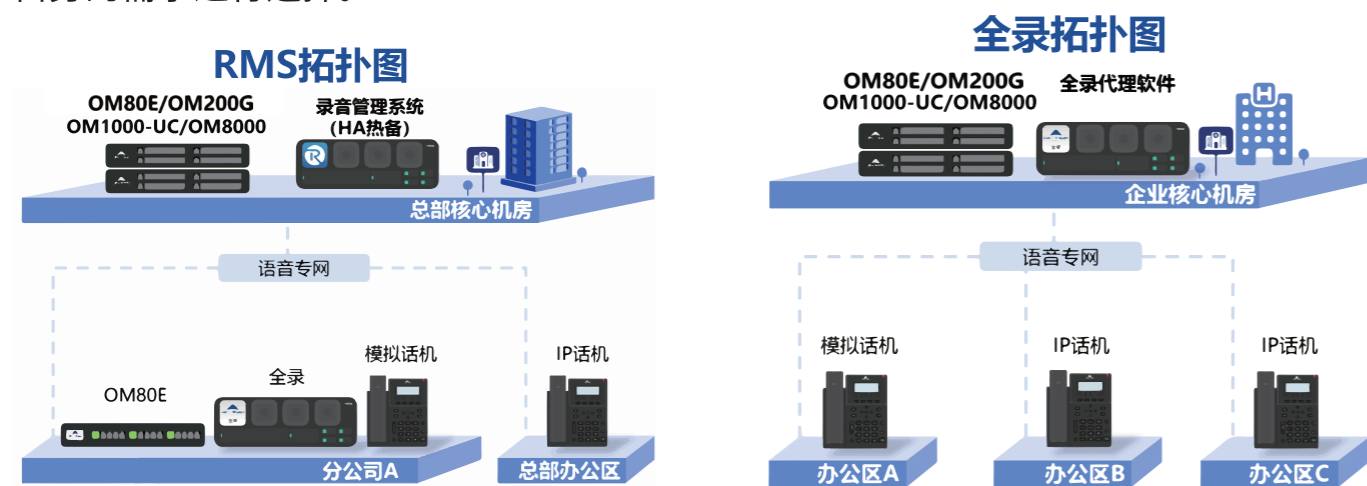 RMS拓扑图
OM80E/OM200G
OM1000-UC/OM8000
录音管理系统
(HA热备)
总部核心机房
语音专网
OM80E
全录
模拟话机
IP话机
分公司A
总部办公区
全录拓扑图
OM80E/OM200G
OM1000-UC/OM8000
全录代理软件
H
企业核心机房
语音专网
模拟话机
IP话机
IP话机
办公区A
办公区B
办公区C